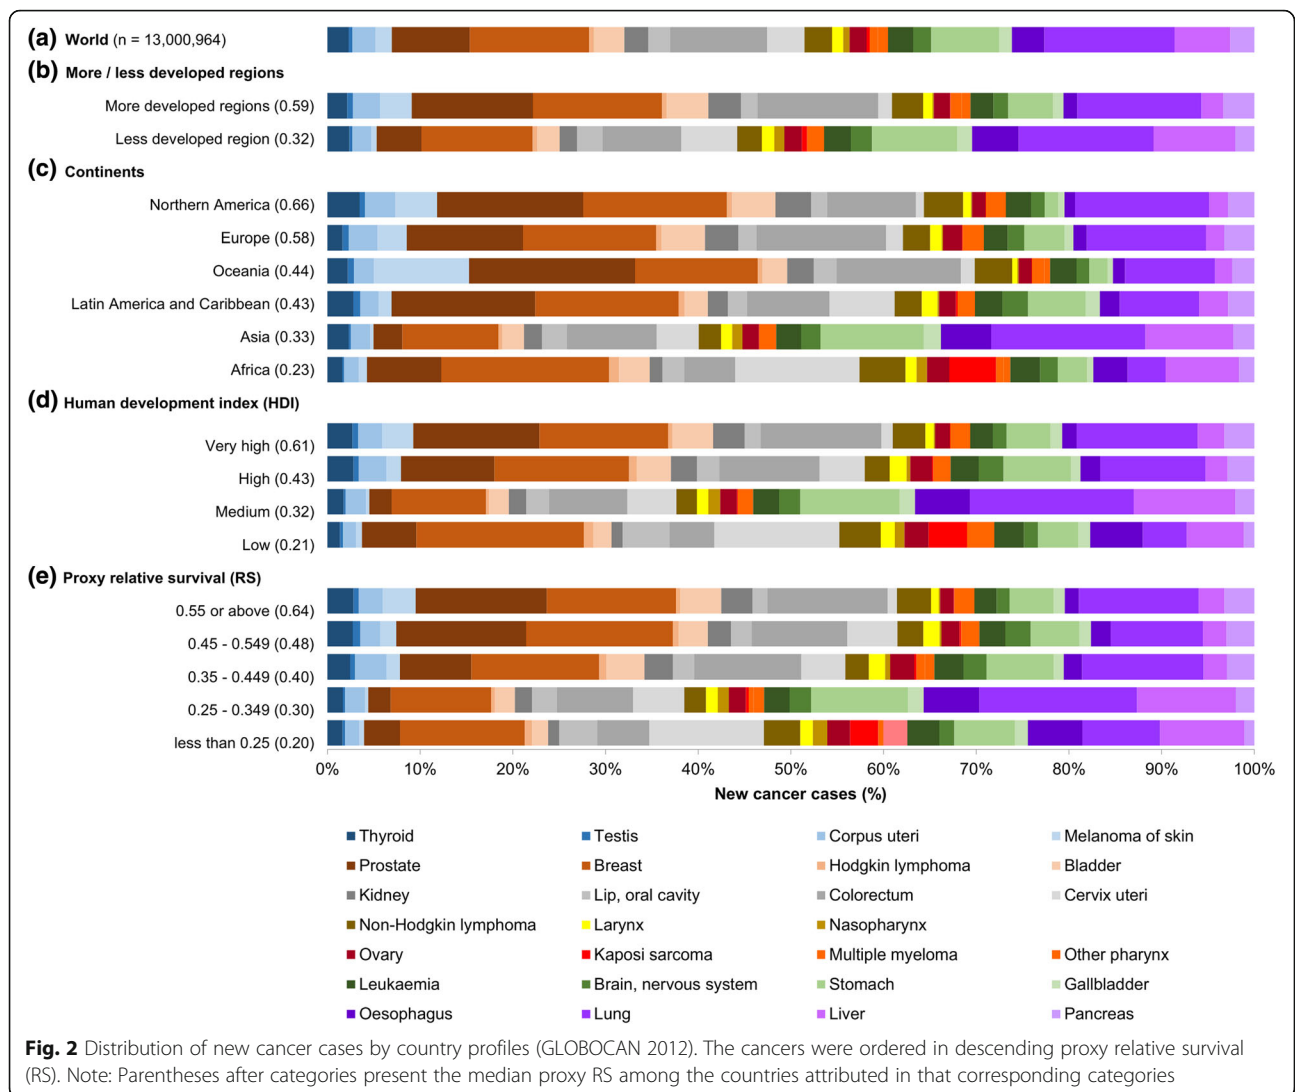 (a) World (n = 13,000,964)
(b) More / less developed regions
More developed regions (0.59)
Less developed region (0.32)
(c) Continents
Northern America (0.66)
Europe (0.58)
Oceania (0.44)
Latin America and Caribbean (0.43)
Asia (0.33)
Africa (0.23)
(d) Human development index (HDI)
Very high (0.61)
High (0.43)
Medium (0.32)
Low (0.21)
(e) Proxy relative survival (RS)
0.55 or above (0.64)
0.45 - 0.549 (0.48)
0.35 - 0.449 (0.40)
0.25 - 0.349 (0.30)
less than 0.25 (0.20)
0% 10% 20% 30% 40% 50% 60% 70% 80% 90% 100%
New cancer cases (%)
Thyroid Testis Corpus uteri Melanoma of skin
Prostate Breast Hodgkin lymphoma Bladder
Kidney Lip, oral cavity Colorectum Cervix uteri
Non-Hodgkin lymphoma Larynx Nasopharynx
Ovary Kaposi sarcoma Multiple myeloma Other pharynx
Leukaemia Brain, nervous system Stomach Gallbladder
Oesophagus Lung Liver Pancreas
Fig. 2 Distribution of new cancer cases by country profiles (GLOBOCAN 2012). The cancers were ordered in descending proxy relative survival
(RS). Note: Parentheses after categories present the median proxy RS among the countries attributed in that corresponding categories